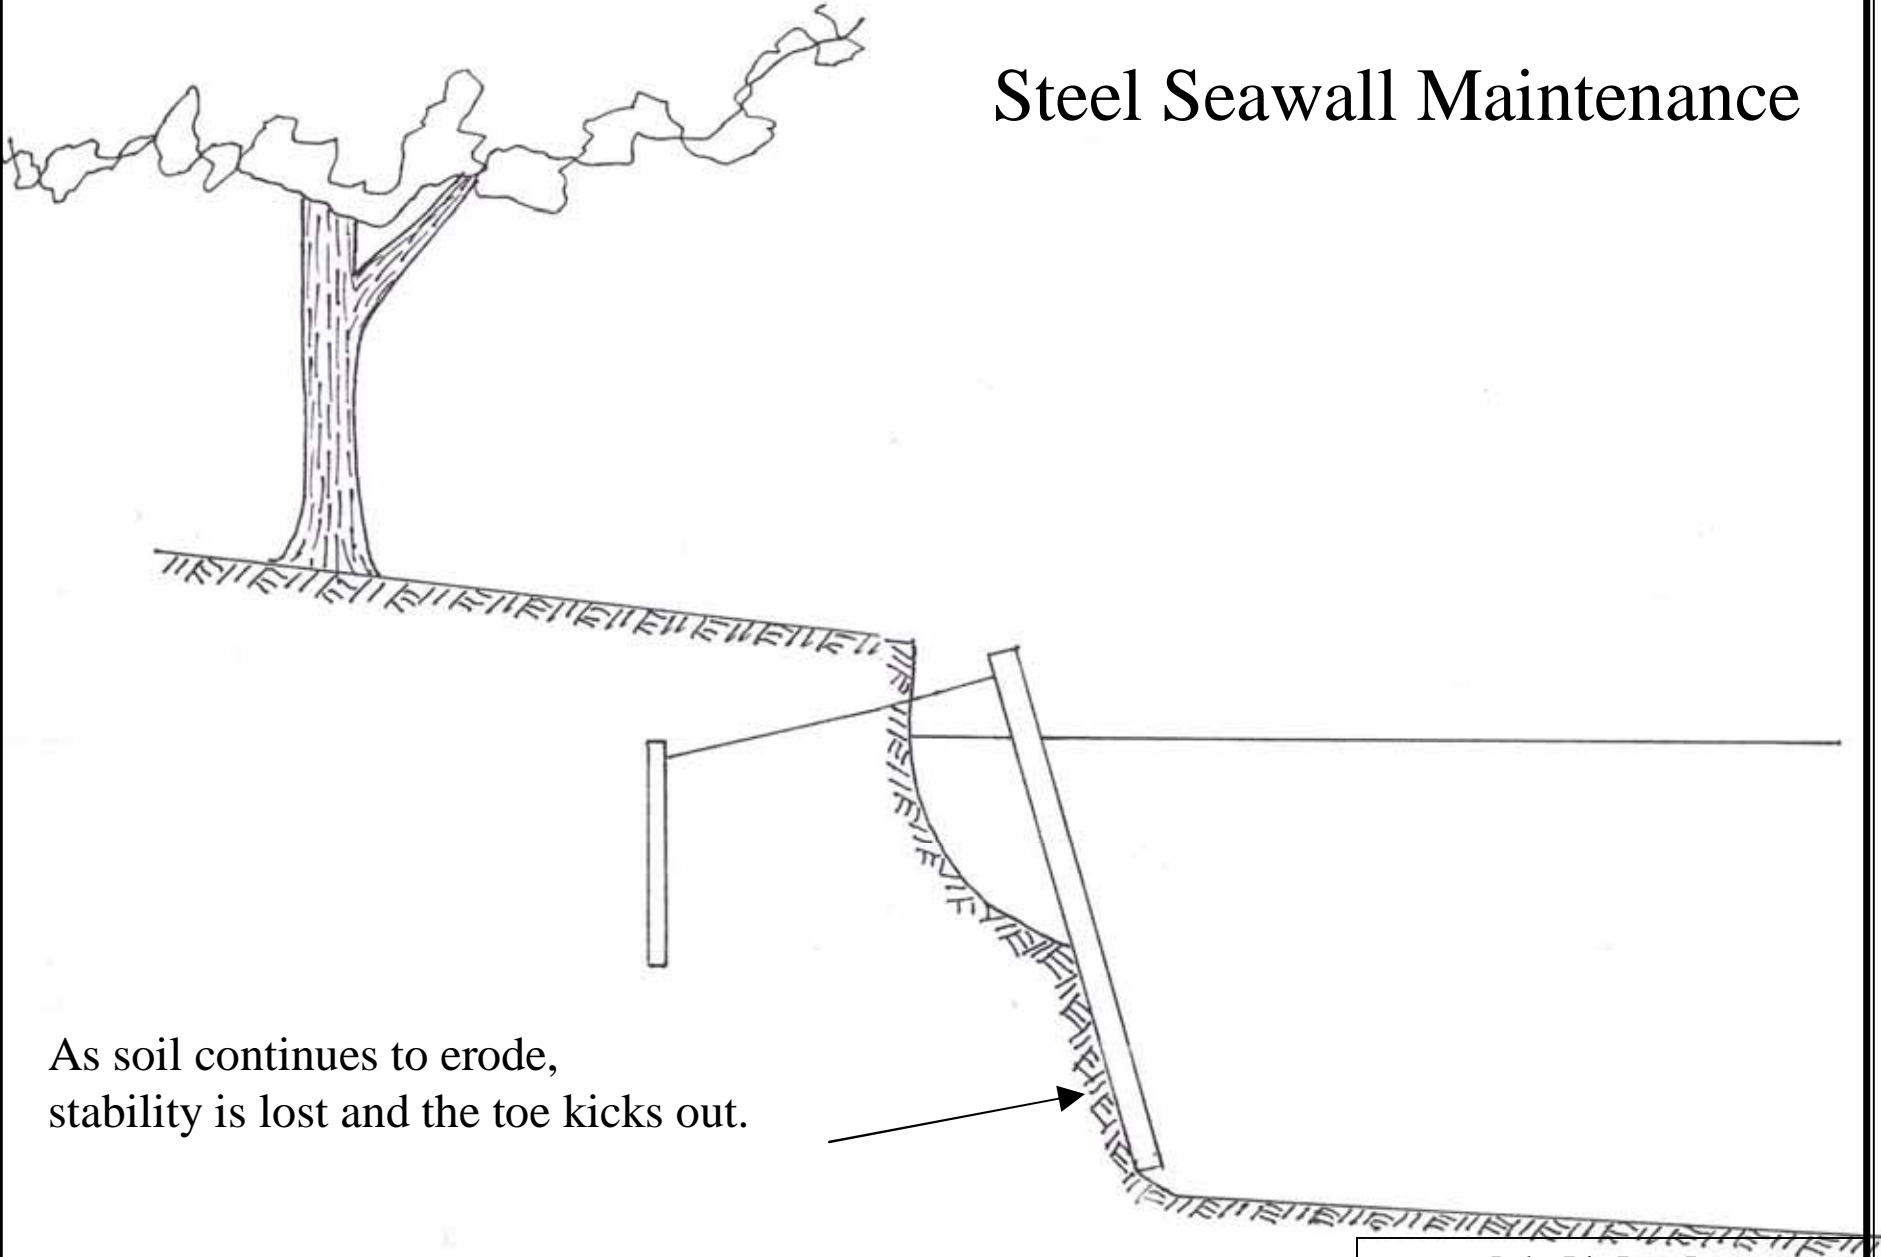 Steel Seawall Maintenance
As soil continues to erode,
stability is lost and the toe kicks out.